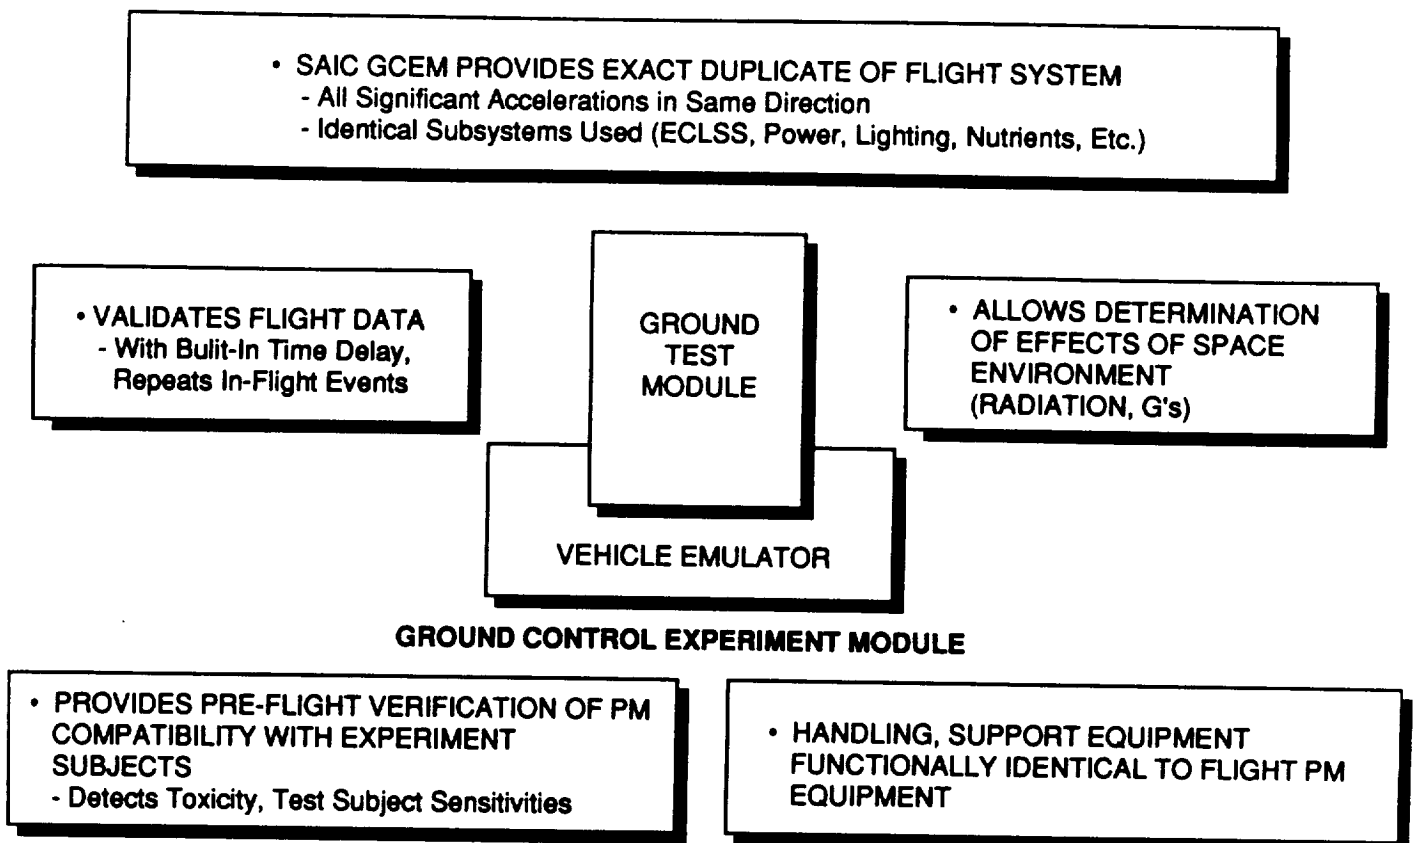 • SAIC GCEM PROVIDES EXACT DUPLICATE OF FLIGHT SYSTEM
- All Significant Accelerations in Same Direction
- Identical Subsystems Used (ECLSS, Power, Lighting, Nutrients, Etc.)
• VALIDATES FLIGHT DATA
- With Bulit-In Time Delay,
Repeats In-Flight Events
GROUND
TEST
MODULE
• ALLOWS DETERMINATION
OF EFFECTS OF SPACE
ENVIRONMENT
(RADIATION, G's)
VEHICLE EMULATOR
GROUND CONTROL EXPERIMENT MODULE
• PROVIDES PRE-FLIGHT VERIFICATION OF PM
COMPATIBILITY WITH EXPERIMENT
SUBJECTS
- Detects Toxicity, Test Subject Sensitivities
• HANDLING, SUPPORT EQUIPMENT
FUNCTIONALLY IDENTICAL TO FLIGHT PM
EQUIPMENT